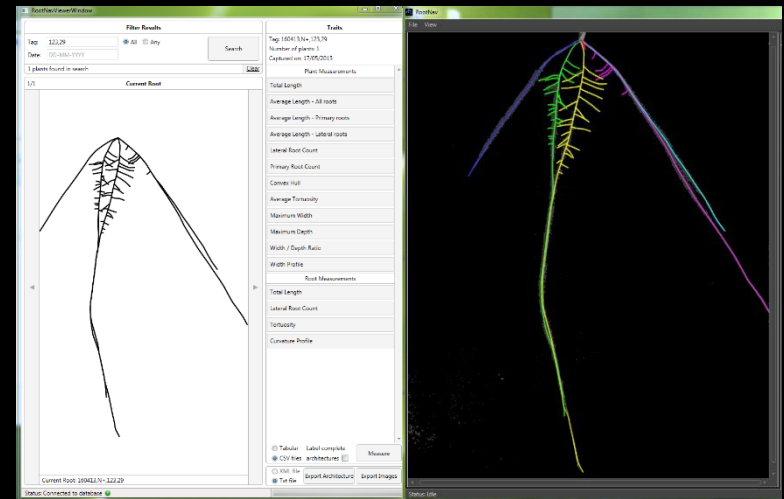 RootNavViewerWindow
Filter Results
Tag: 123,29
All Any
Search
Date: DD-MM-YYYY
1 plants found in search
Clear
1/1
Current Root
Current Root: 160413,N-,123,29
Status: Connected to database
Traits
Tag: 160413,N+,123,29
Number of plants 1
Captured on: 17/05/2013
Plant Measurements
Total Length
Average Length - All roots
Average Length - Primary roots
Average Length - Lateral roots
Lateral Root Count
Primary Root Count
Convex Hull
Average Tortuosity
Maximum Width
Maximum Depth
Width / Depth Ratio
Width Profile
Root Measurements
Total Length
Lateral Root Count
Tortuosity
Curvature Profile
Tabular Label complete
CSV files architectures
Measure
XML file
Txt file
Export Architecture
Export Images
RootNav
File View
Status: Idle